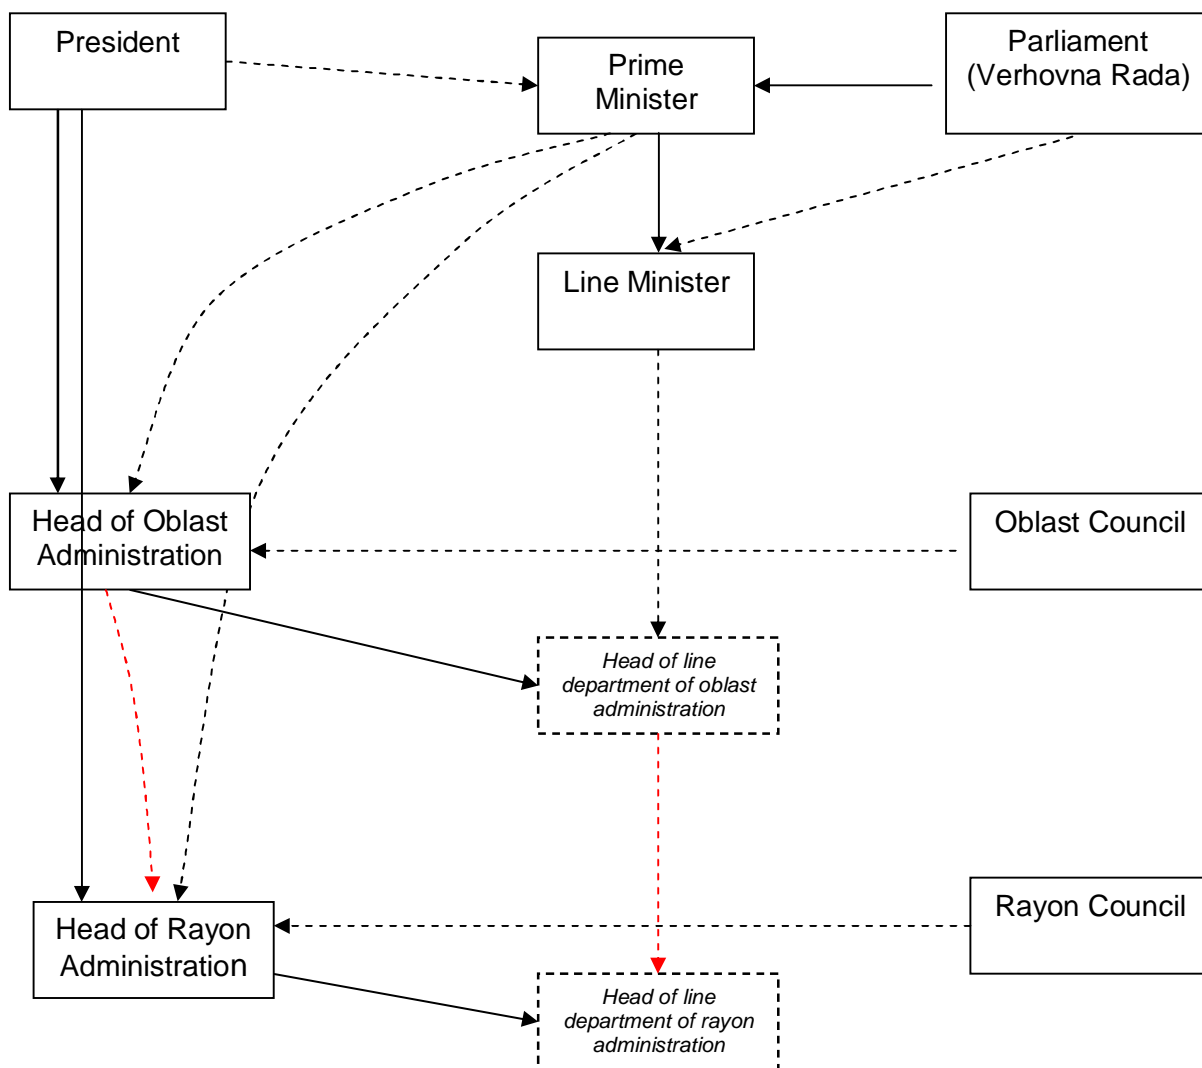 President
Prime
Minister
Parliament
(Verhovna Rada)
Line Minister
Head of Oblast
Administration
Oblast Council
Head of line
department of oblast
administration
Head of Rayon
Administration
Rayon Council
Head of line
department of rayon
administration